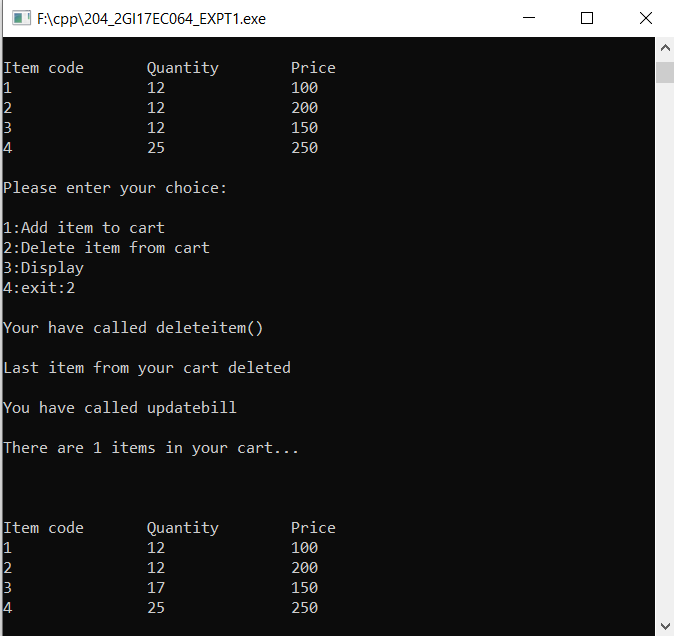 F:\cpp\204_2GI17EC064_EXPT1.exe
Item code Quantity Price
1 12 100
2 12 200
3 12 150
4 25 250
Please enter your choice:
1:Add item to cart
2:Delete item from cart
3:Display
4:exit:2
Your have called deleteitem()
Last item from your cart deleted
You have called updatebill
There are 1 items in your cart...
Item code Quantity Price
1 12 100
2 12 200
3 17 150
4 25 250